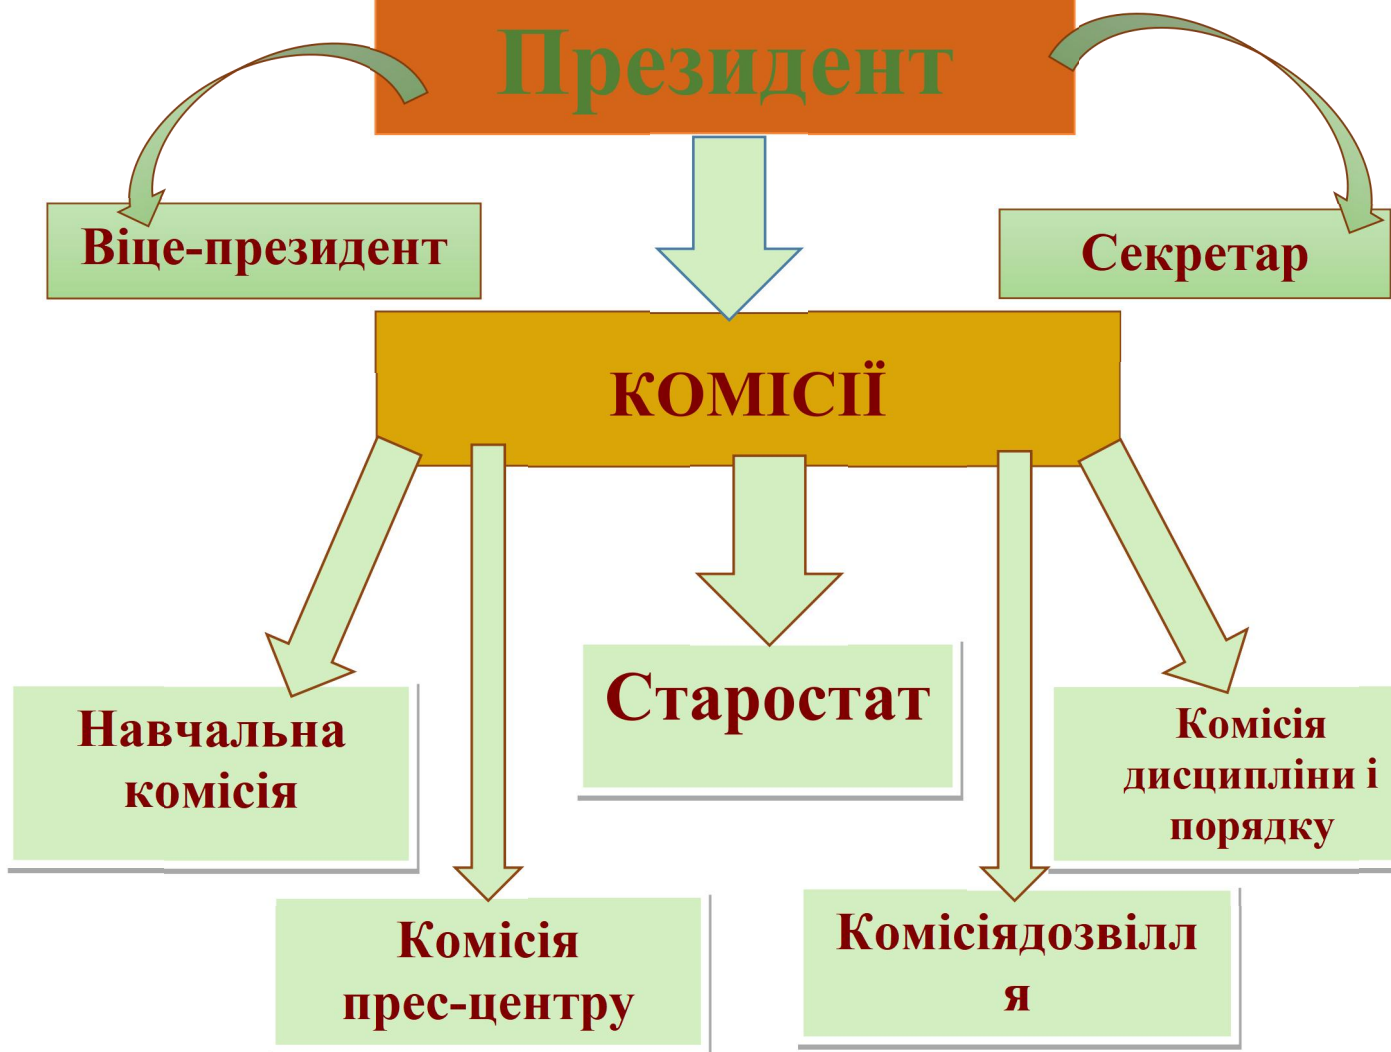 Президент
Віце-президент
Секретар
КОМІСІЇ
Навчальна
комісія
Старостат
Комісія
дисципліни і
порядку
Комісія
прес-центру
Комісіядозвілл
я